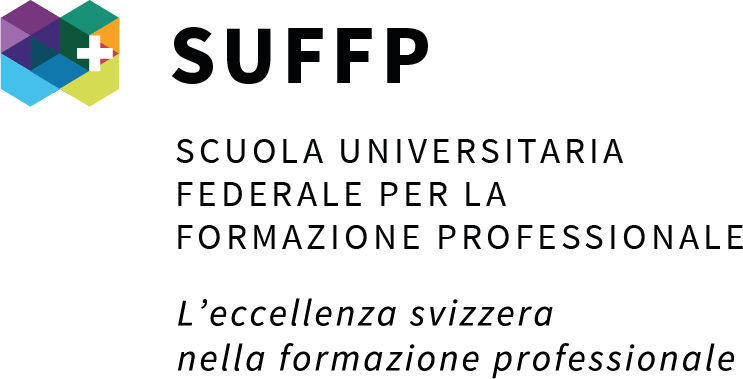 SUFFP
SCUOLA UNIVERSITARIA
FEDERALE PER LA
FORMAZIONE PROFESSIONALE
L’eccellenza svizzera
nella formazione professionale